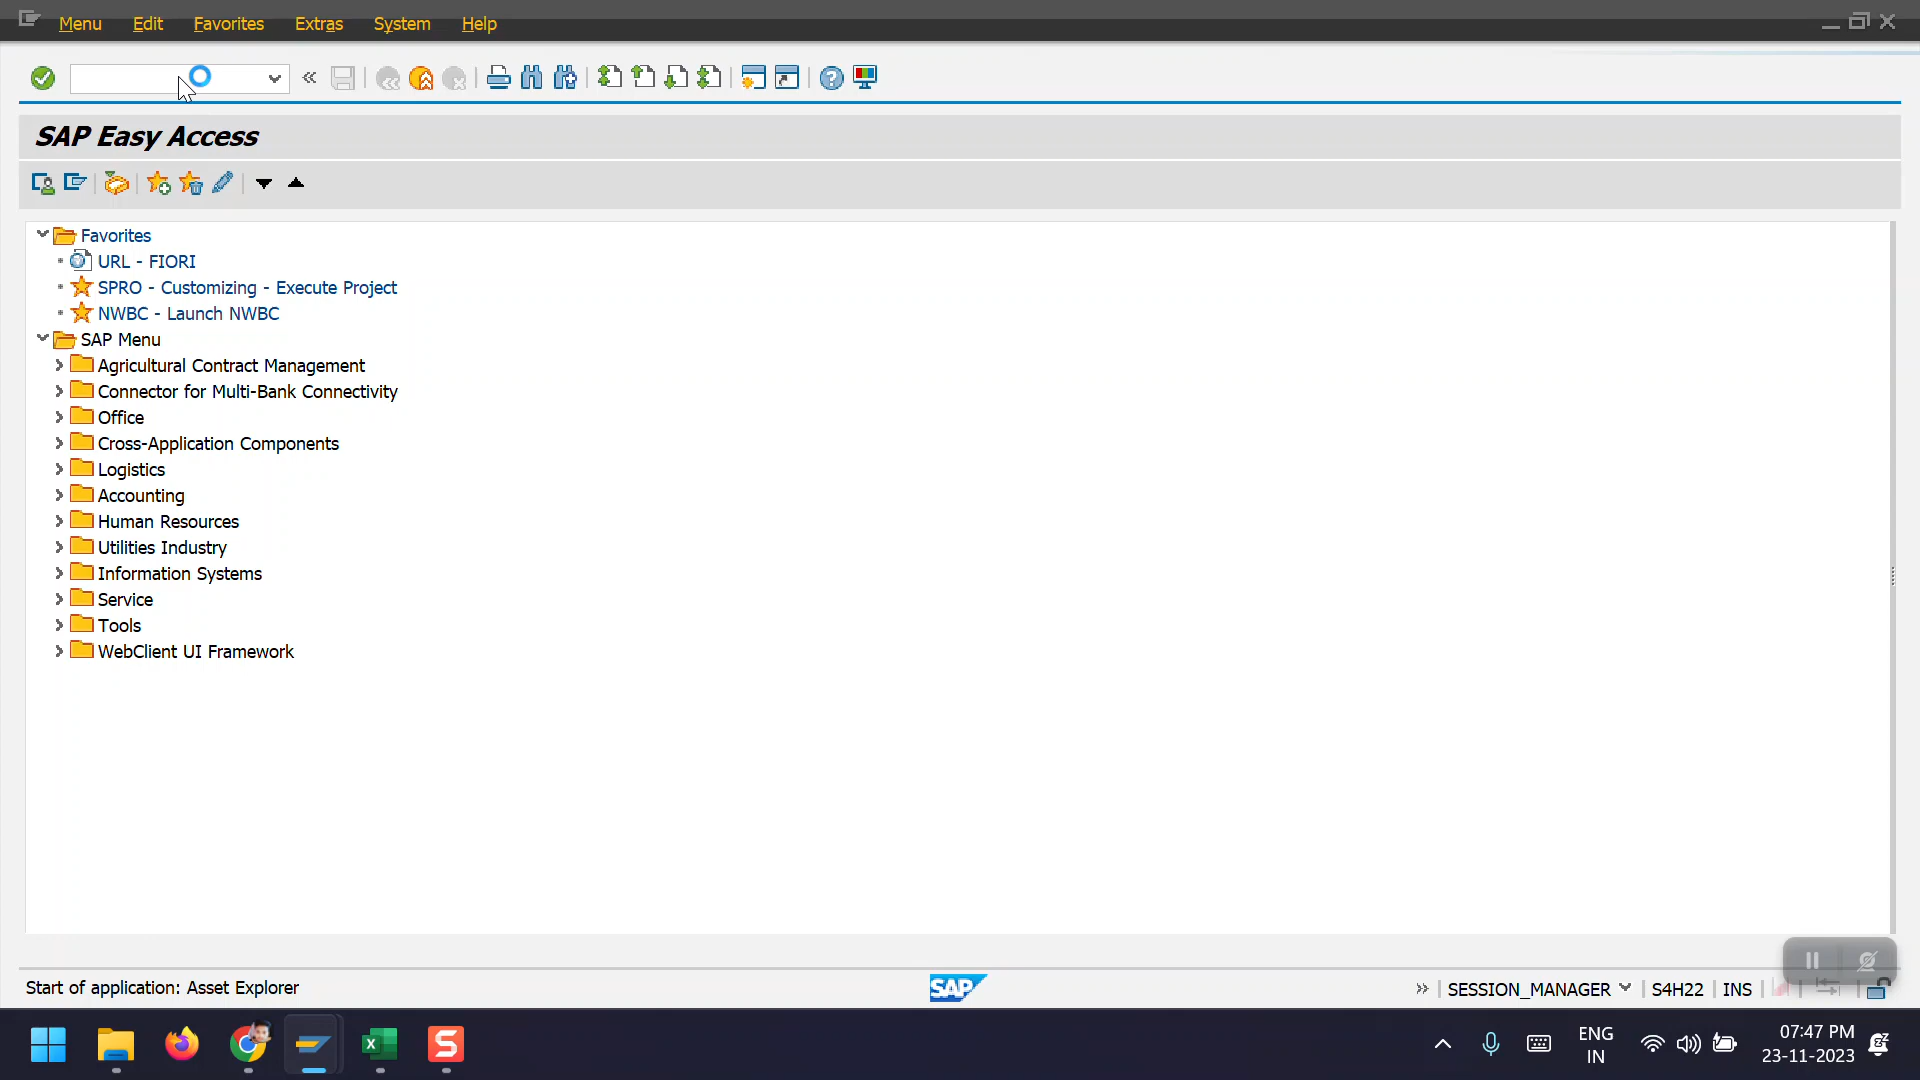 Menu Edit Favorites Extras System Help
SAP Easy Access
Favorites
URL - FIORI
SPRO - Customizing - Execute Project
NWBC - Launch NWBC
SAP Menu
Agricultural Contract Management
Connector for Multi-Bank Connectivity
Office
Cross-Application Components
Logistics
Accounting
Human Resources
Utilities Industry
Information Systems
Service
Tools
WebClient UI Framework
Start of application: Asset Explorer SAP SESSION_MANAGER S4H22 INS
ENG 07:47 PM
IN 23-11-2023